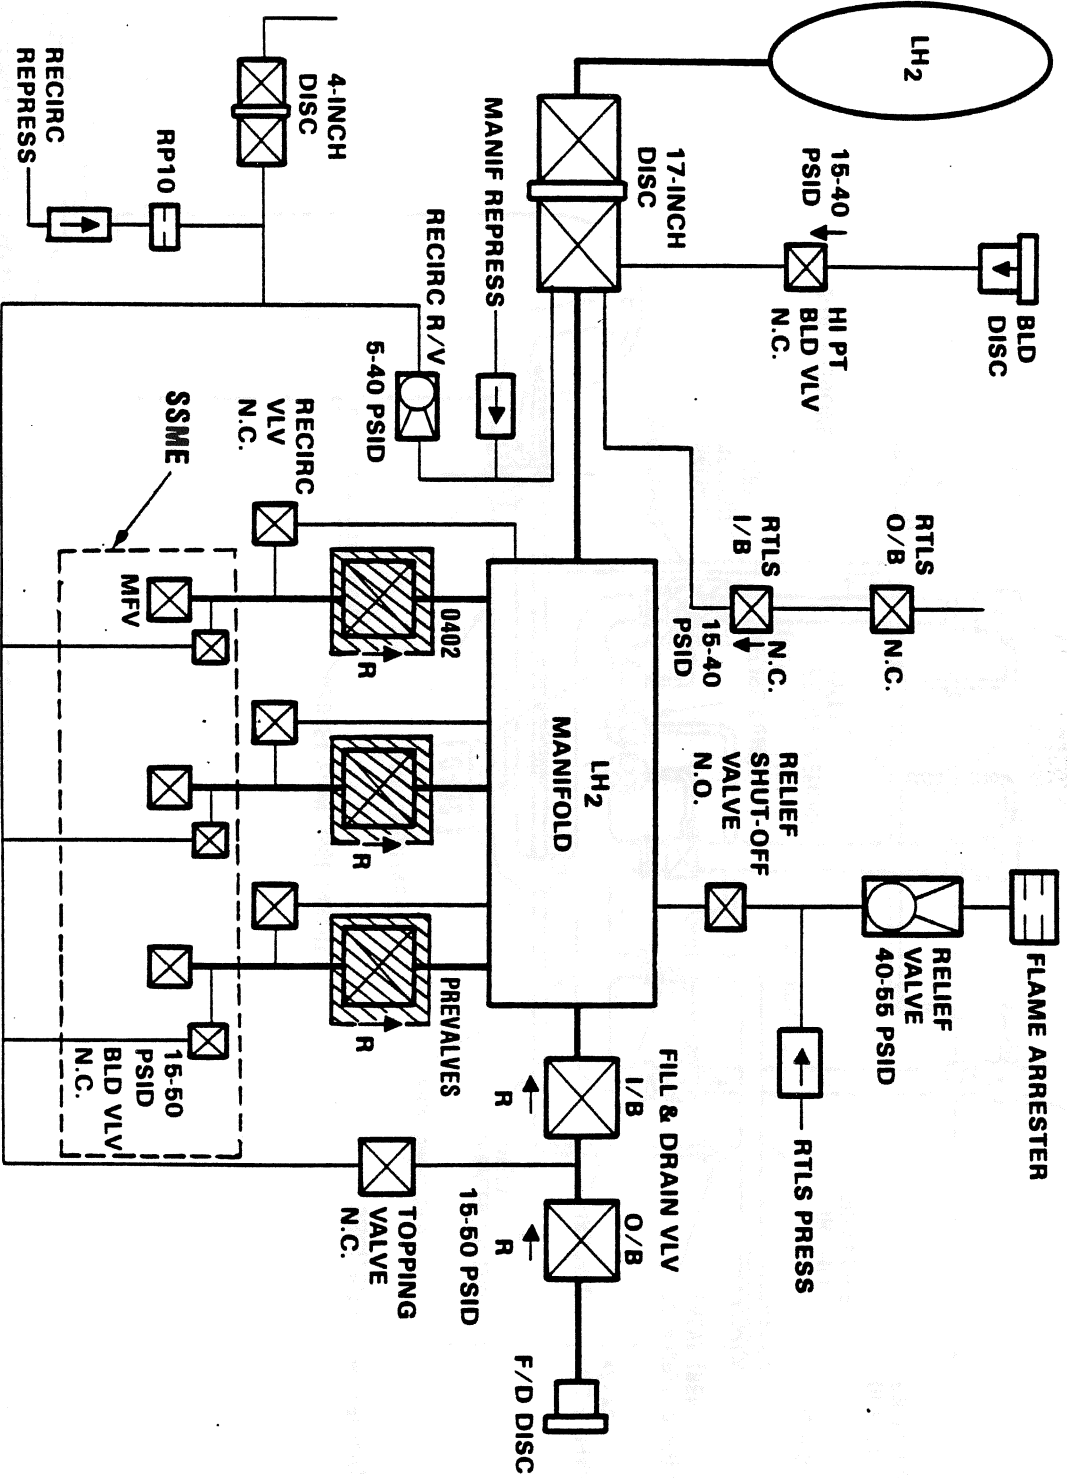 LH2
15-40
PSID
BLD
DISC
HI PT
BLD VLV
N.C.
17-INCH
DISC
MANIF REPRESS
4-INCH
DISC
RP10
RECIRC
REPRESS
RECIRC R/V
5-40 PSID
RTLS
O/B
N.C.
RTLS
I/B
N.C.
15-40
PSID
RECIRC
VLV
N.C.
SSME
MFV
0402
R
R
R
PREVALVES
LH2
MANIFOLD
RELIEF
SHUT-OFF
VALVE
N.O.
RELIEF
VALVE
40-55 PSID
FLAME ARRESTER
RTLS PRESS
FILL & DRAIN VLV
I/B
R
O/B
R
15-50
PSID
BLD VLV
N.C.
15-50 PSID
TOPPING
VALVE
N.C.
F/D DISC